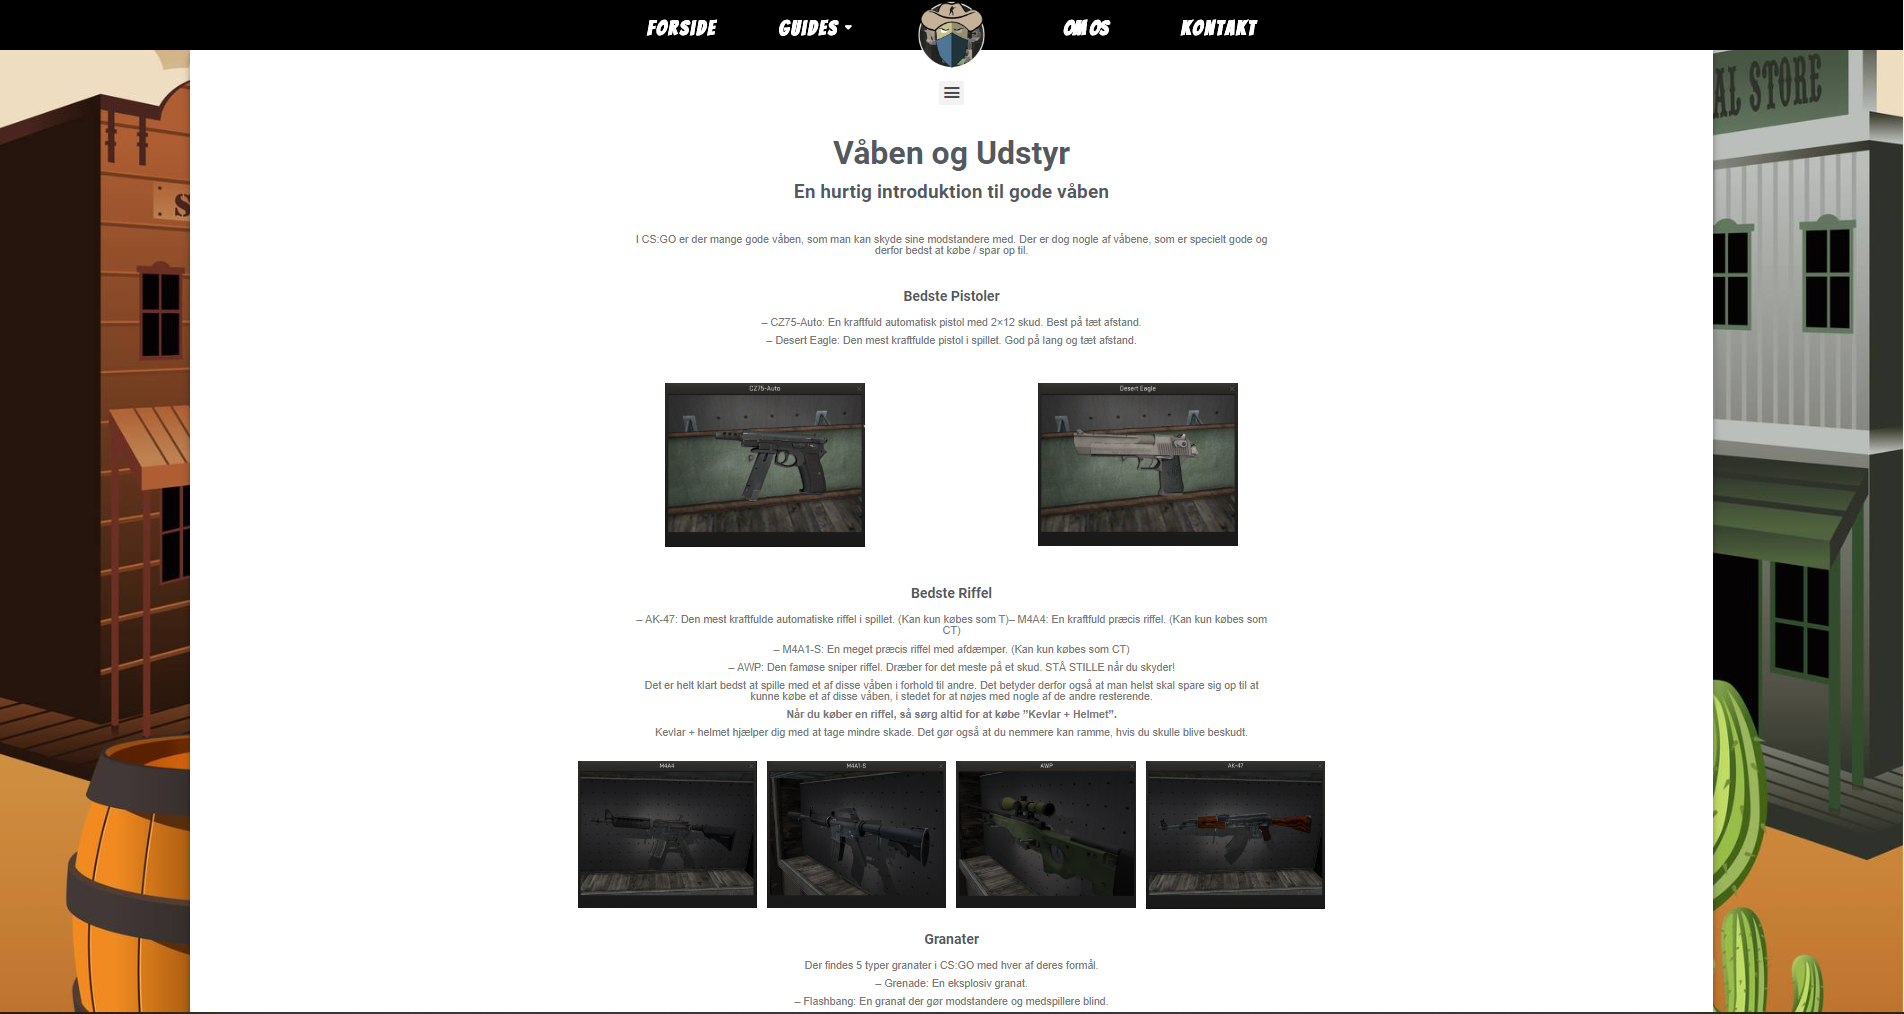 FORSIDE
GUIDES
OM OS
KONTAKT
AL STORE
S
Våben og Udstyr
En hurtig introduktion til gode våben
I CS:GO er der mange gode våben, som man kan skyde sine modstandere med. Der er dog nogle af våbene, som er specielt gode og
derfor bedst at købe / spar op til.
Bedste Pistoler
– CZ75-Auto: En kraftfuld automatisk pistol med 2×12 skud. Best på tæt afstand.
– Desert Eagle: Den mest kraftfulde pistol i spillet. God på lang og tæt afstand.
CZ75-Auto
Desert Eagle
Bedste Riffel
– AK-47: Den mest kraftfulde automatiske riffel i spillet. (Kan kun købes som T)– M4A4: En kraftfuld præcis riffel. (Kan kun købes som
CT)
– M4A1-S: En meget præcis riffel med afdæmper. (Kan kun købes som CT)
– AWP: Den famøse sniper riffel. Dræber for det meste på et skud. STÅ STILLE når du skyder!
Det er helt klart bedst at spille med et af disse våben i forhold til andre. Det betyder derfor også at man helst skal spare sig op til at
kunne købe et af disse våben, i stedet for at nøjes med nogle af de andre resterende.
Når du køber en riffel, så sørg altid for at købe ”Kevlar + Helmet”.
Kevlar + helmet hjælper dig med at tage mindre skade. Det gør også at du nemmere kan ramme, hvis du skulle blive beskudt.
M4A4
M4A1-S
AWP
AK-47
Granater
Der findes 5 typer granater i CS:GO med hver af deres formål.
– Grenade: En eksplosiv granat.
– Flashbang: En granat der gør modstandere og medspillere blind.